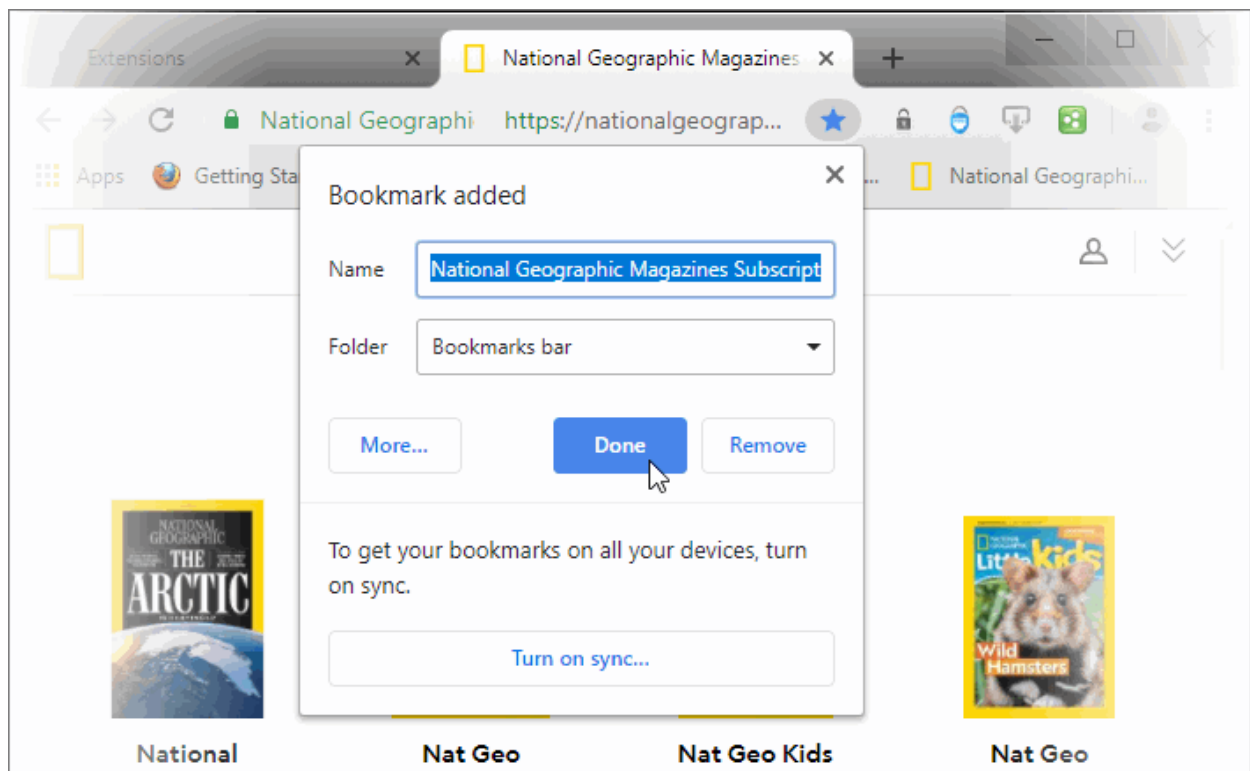 Extensions
National Geographic Magazines
National Geographi https://nationalgeograp...
Apps Getting Sta ... National Geographi...
Bookmark added
Name National Geographic Magazines Subscript
Folder Bookmarks bar
More... Done Remove
To get your bookmarks on all your devices, turn
on sync.
Turn on sync...
NATIONAL
GEOGRAPHIC
THE
ARCTIC
NATIONAL
GEOGRAPHIC
Little kids
Wild
Hamsters
National Nat Geo Nat Geo Kids Nat Geo